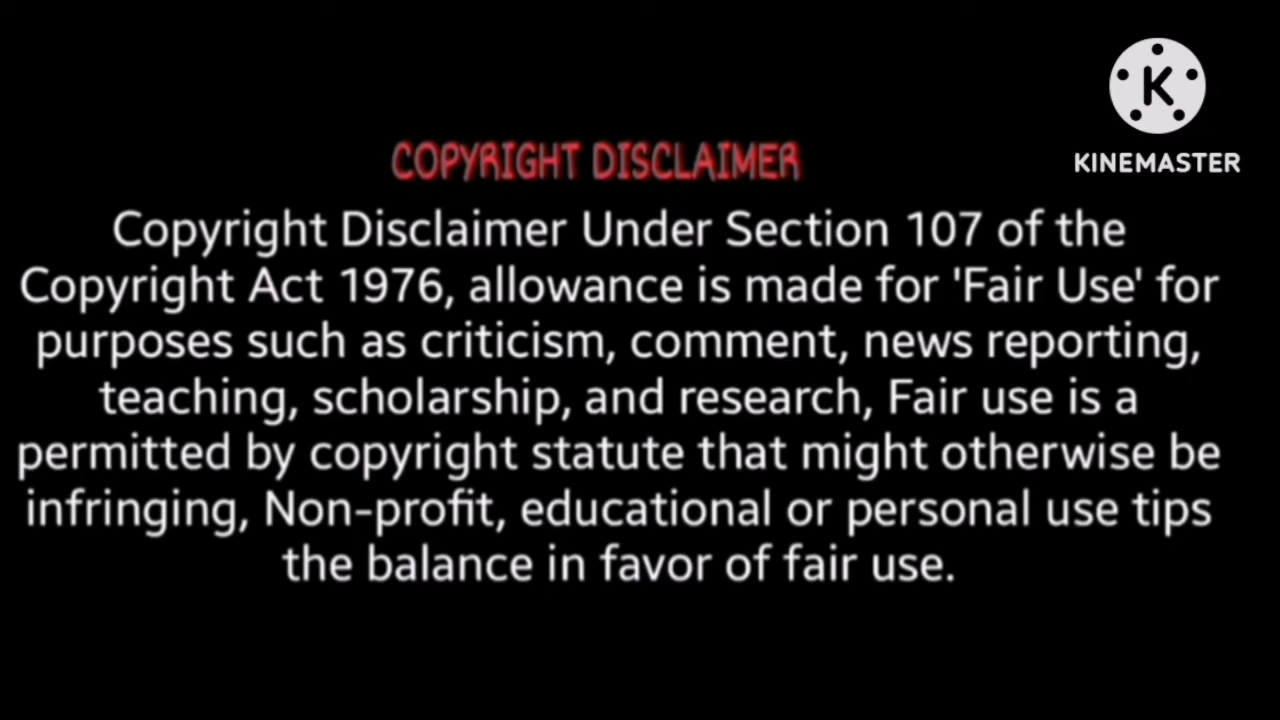 K
KINEMASTER
COPYRIGHT DISCLAIMER
Copyright Disclaimer Under Section 107 of the
Copyright Act 1976, allowance is made for 'Fair Use' for
purposes such as criticism, comment, news reporting,
teaching, scholarship, and research, Fair use is a
permitted by copyright statute that might otherwise be
infringing, Non-profit, educational or personal use tips
the balance in favor of fair use.